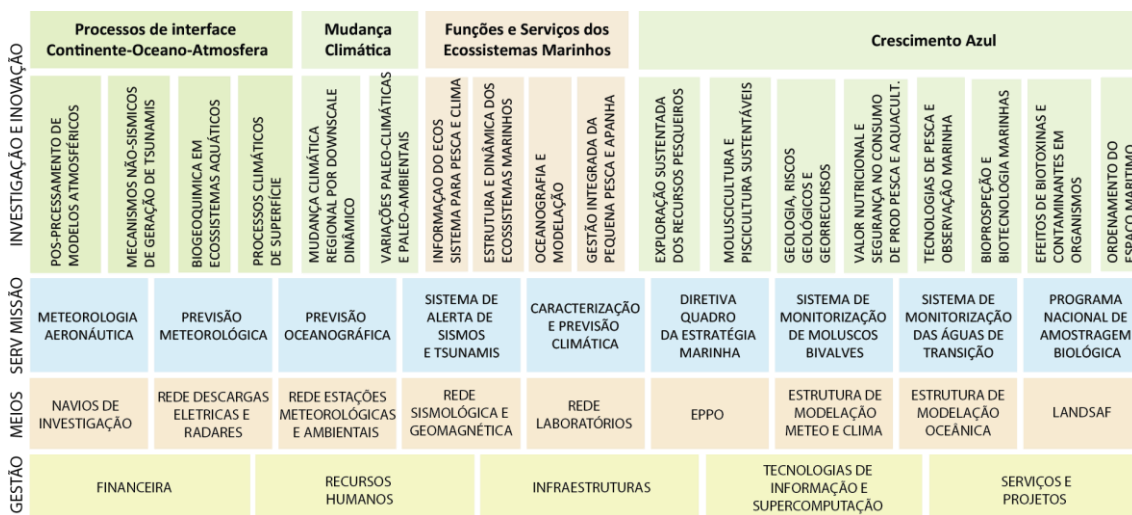 Processos de interface
Continente-Oceano-Atmosfera
Mudança
Climática
Funções e Serviços dos
Ecossistemas Marinhos
Crescimento Azul
INVESTIGAÇÃO E INOVAÇÃO
POS-PROCESSAMENTO DE
MODELOS ATMOSFÉRICOS
MECANISMOS NÃO-SISMICOS
DE GERAÇÃO DE TSUNAMIS
BIOGEOQUIMICA EM
ECOSISTEMAS AQUÁTICOS
PROCESSOS CLIMÁTICOS
DE SUPERFÍCIE
MUDANÇA CLIMÁTICA
REGIONAL POR DOWNSCALE
DINÂMICO
VARIAÇÕES PALEO-CLIMÁTICAS
E PALEO-AMBIENTAIS
INFORMAÇAO DO ECOS
SISTEMA PARA PESCA E CLIMA
ESTRUTURA E DINÂMICA DOS
ECOSSISTEMAS MARINHOS
OCEANOGRAFIA E
MODELAÇÃO
GESTÃO INTEGRADA DA
PEQUENA PESCA E APANHA
EXPLORAÇÃO SUSTENTADA
DOS RECURSOS PESQUEIROS
MOLUSCICULTURA E
PISCICULTURA SUSTENTÁVEIS
GEOLOGIA, RISCOS
GEOLÓGICOS E
GEORRECURSOS
VALOR NUTRICIONAL E
SEGURANÇA NO CONSUMO
DE PROD PESCA E AQUACULT.
TECNOLOGIAS DE PESCA E
OBSERVAÇÃO MARINHA
BIOPROSPEÇÃO E
BIOTECNOLOGIA MARINHAS
EFEITOS DE BIOTOXINAS E
CONTAMINANTES EM
ORGANISMOS
ORDENAMENTO DO
ESPAÇO MARITIMO
SERV MISSÃO
METEOROLOGIA
AERONÁUTICA
PREVISÃO
METEOROLÓGICA
PREVISÃO
OCEANOGRÁFICA
SISTEMA DE
ALERTA DE
SISMOS
E TSUNAMIS
CARACTERIZAÇÃO
E PREVISÃO
CLIMÁTICA
DIRETIVA
QUADRO
DA ESTRATÉGIA
MARINHA
SISTEMA DE
MONITORIZAÇÃO
DE MOLUSCOS
BIVALVES
SISTEMA DE
MONITORIZAÇÃO
DAS ÁGUAS DE
TRANSIÇÃO
PROGRAMA
NACIONAL DE
AMOSTRAGEM
BIOLÓGICA
MEIOS
NAVIOS DE
INVESTIGAÇÃO
REDE DESCARGAS
ELETRICAS E
RADARES
REDE ESTAÇÕES
METEOROLÓGICAS
E AMBIENTAIS
REDE
SISMOLÓGICA E
GEOMAGNÉTICA
REDE
LABORATÓRIOS
EPPO
ESTRUTURA DE
MODELAÇÃO
METEO E CLIMA
ESTRUTURA DE
MODELAÇÃO
OCEÂNICA
LANDSAF
GESTÃO
FINANCEIRA
RECURSOS
HUMANOS
INFRAESTRUTURAS
TECNOLOGIAS DE
INFORMAÇÃO E
SUPERCOMPUTAÇÃO
SERVIÇOS E
PROJETOS